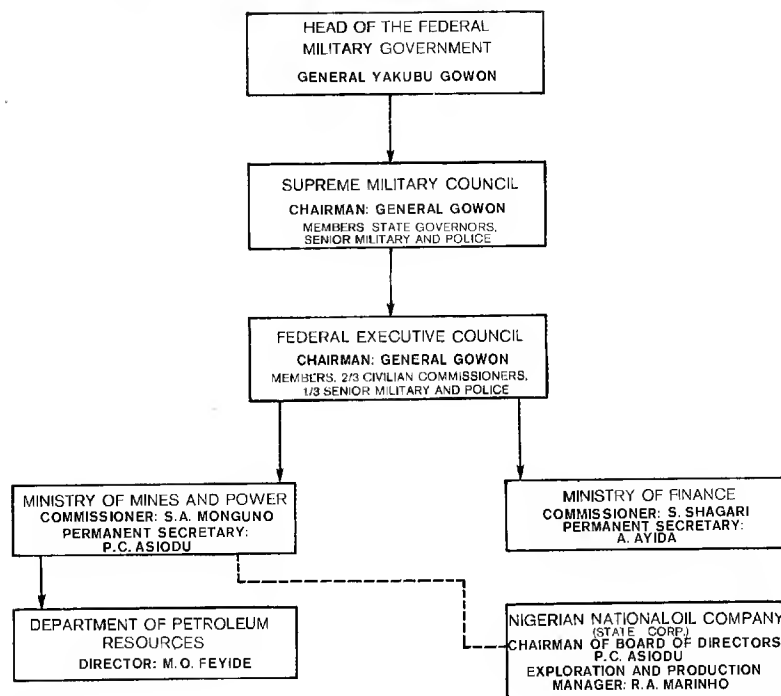 HEAD OF THE FEDERAL
MILITARY GOVERNMENT
GENERAL YAKUBU GOWON
SUPREME MILITARY COUNCIL
CHAIRMAN: GENERAL GOWON
MEMBERS STATE GOVERNORS,
SENIOR MILITARY AND POLICE
FEDERAL EXECUTIVE COUNCIL
CHAIRMAN: GENERAL GOWON
MEMBERS, 2/3 CIVILIAN COMMISSIONERS,
1/3 SENIOR MILITARY AND POLICE
MINISTRY OF MINES AND POWER
COMMISSIONER: S.A. MONGUNO
PERMANENT SECRETARY:
P.C. ASIODU
MINISTRY OF FINANCE
COMMISSIONER: S. SHAGARI
PERMANENT SECRETARY:
A. AYIDA
DEPARTMENT OF PETROLEUM
RESOURCES
DIRECTOR: M.O. FEYIDE
NIGERIAN NATIONALOIL COMPANY
(STATE CORP.)
CHAIRMAN OF BOARD OF DIRECTORS
P.C. ASIODU
EXPLORATION AND PRODUCTION
MANAGER: R.A. MARINHO